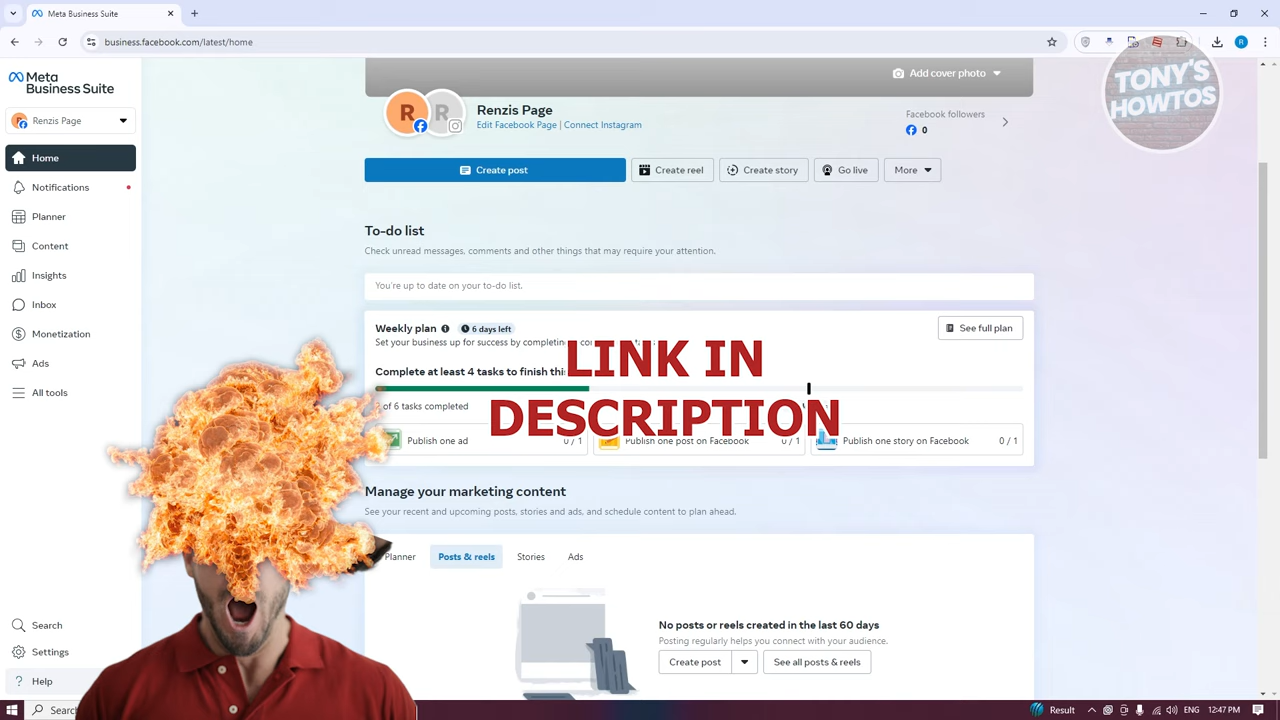 Meta Business Suite
business.facebook.com/latest/home
TONY'S
HOWTOS
Meta
Business Suite
Renzis Page
Home
Notifications
Planner
Content
Insights
Inbox
Monetization
Ads
All tools
Search
Settings
Help
Add cover photo
R
R
Renzis Page
Edit Facebook Page | Connect Instagram
Facebook followers
0
Create post
Create reel
Create story
Go live
More
To-do list
Check unread messages, comments and other things that may require your attention.
You're up to date on your to-do list.
Weekly plan
6 days left
See full plan
Set your business up for success by
Complete at least 4 tasks to finish
LINK IN
DESCRIPTION
of 6 tasks completed
Publish one ad
0 / 1
Publish one post on Facebook
0 / 1
Publish one story on Facebook
0 / 1
Manage your marketing content
See your recent and upcoming posts, stories and ads, and schedule content to plan ahead.
Planner
Posts & reels
Stories
Ads
No posts or reels created in the last 60 days
Posting regularly helps you connect with your audience.
Create post
See all posts & reels
Result
ENG
12:47 PM